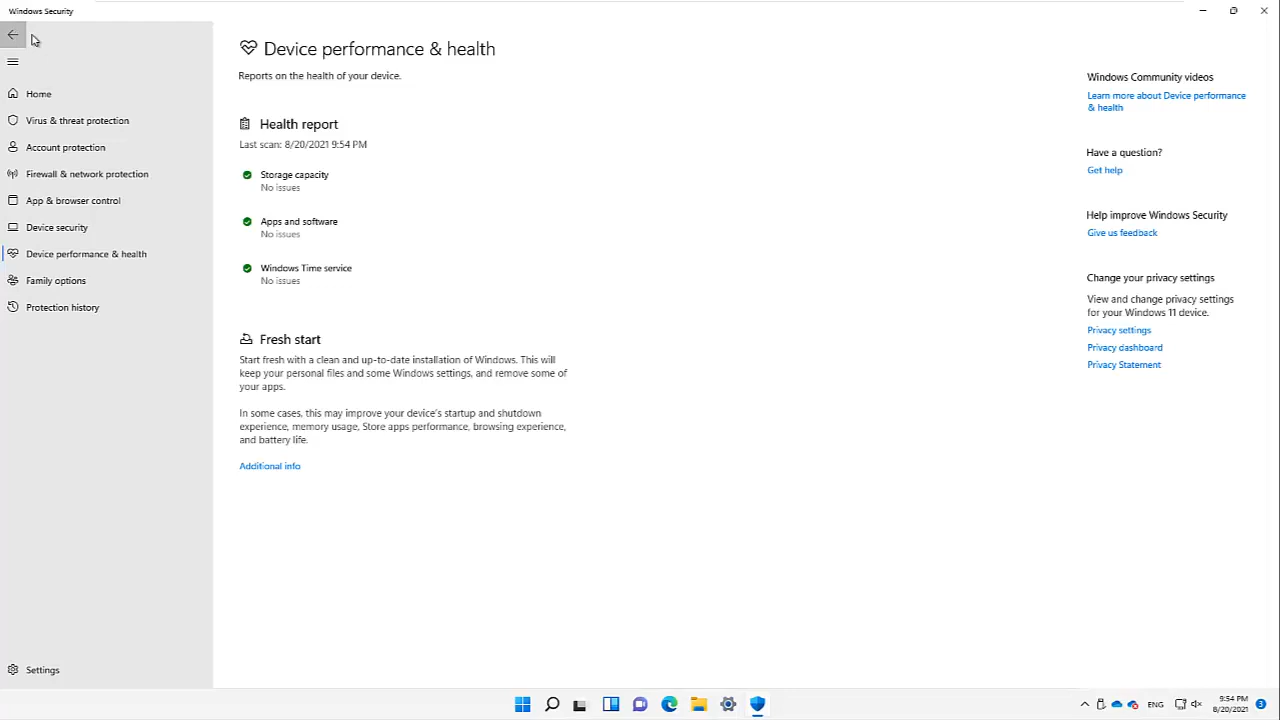 Windows Security
Home
Virus & threat protection
Account protection
Firewall & network protection
App & browser control
Device security
Device performance & health
Family options
Protection history
Settings
Device performance & health
Reports on the health of your device.
Health report
Last scan: 8/20/2021 9:54 PM
Storage capacity
No issues
Apps and software
No issues
Windows Time service
No issues
Fresh start
Start fresh with a clean and up-to-date installation of Windows. This will
keep your personal files and some Windows settings, and remove some of
your apps.
In some cases, this may improve your device's startup and shutdown
experience, memory usage, Store apps performance, browsing experience,
and battery life.
Additional info
Windows Community videos
Learn more about Device performance
& health
Have a question?
Get help
Help improve Windows Security
Give us feedback
Change your privacy settings
View and change privacy settings
for your Windows 11 device.
Privacy settings
Privacy dashboard
Privacy Statement
ENG
9:54 PM
8/20/2021
3